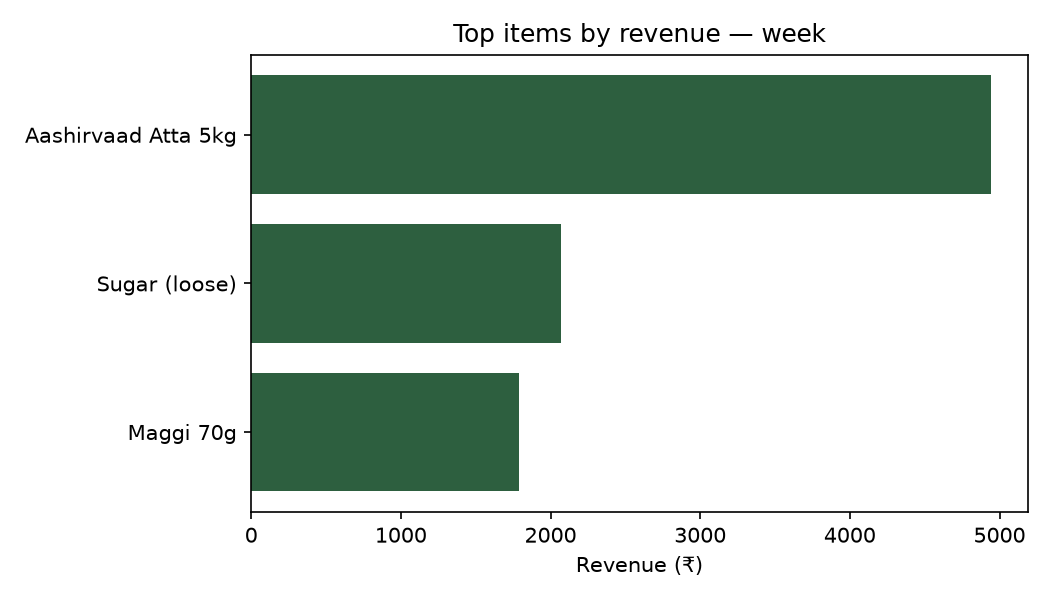 Top items by revenue — week
Aashirvaad Atta 5kg
Sugar (loose)
Maggi 70g
0 1000 2000 3000 4000 5000
Revenue (₹)